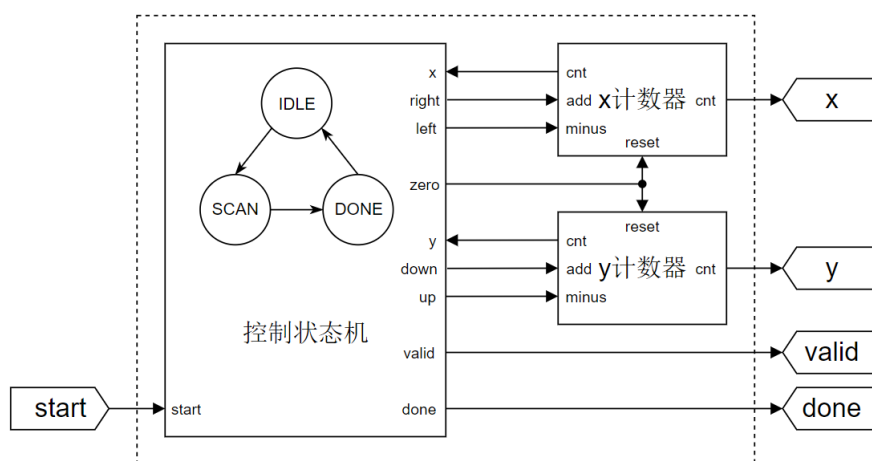 IDLE
SCAN
DONE
控制状态机
x
right
left
zero
y
down
up
valid
done
start
start
cnt
add
minus
x计数器
cnt
reset
reset
cnt
add
minus
y计数器
cnt
x
y
valid
done